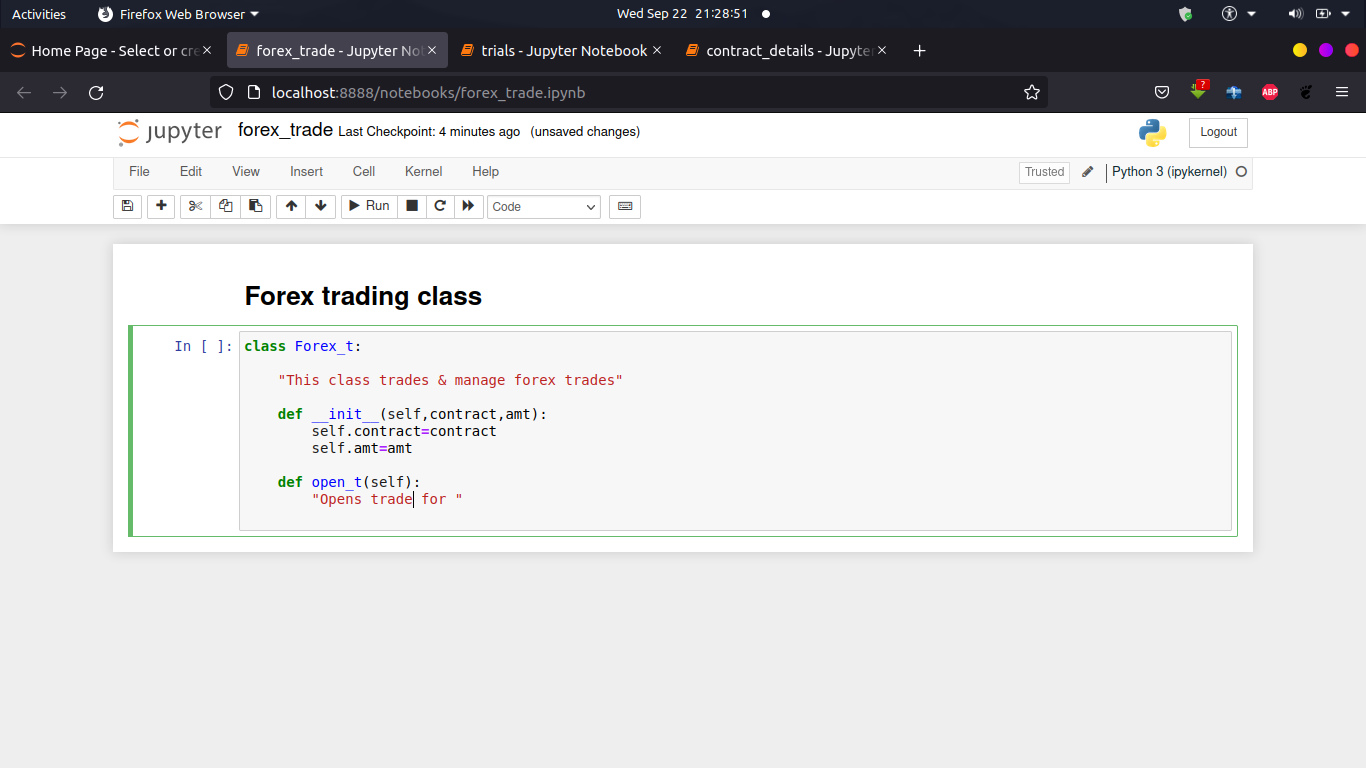 Activities Firefox Web Browser Wed Sep 22 21:28:51
Home Page - Select or cre forex_trade - Jupyter Not trials - Jupyter Notebook contract_details - Jupyter
localhost:8888/notebooks/forex_trade.ipynb ? ABP
jupyter forex_trade Last Checkpoint: 4 minutes ago (unsaved changes) Logout
File Edit View Insert Cell Kernel Help Trusted Python 3 (ipykernel)
Run Code
Forex trading class
In [ ]: class Forex_t:
"This class trades & manage forex trades"
def __init__(self,contract,amt):
self.contract=contract
self.amt=amt
def open_t(self):
"Opens trade for "